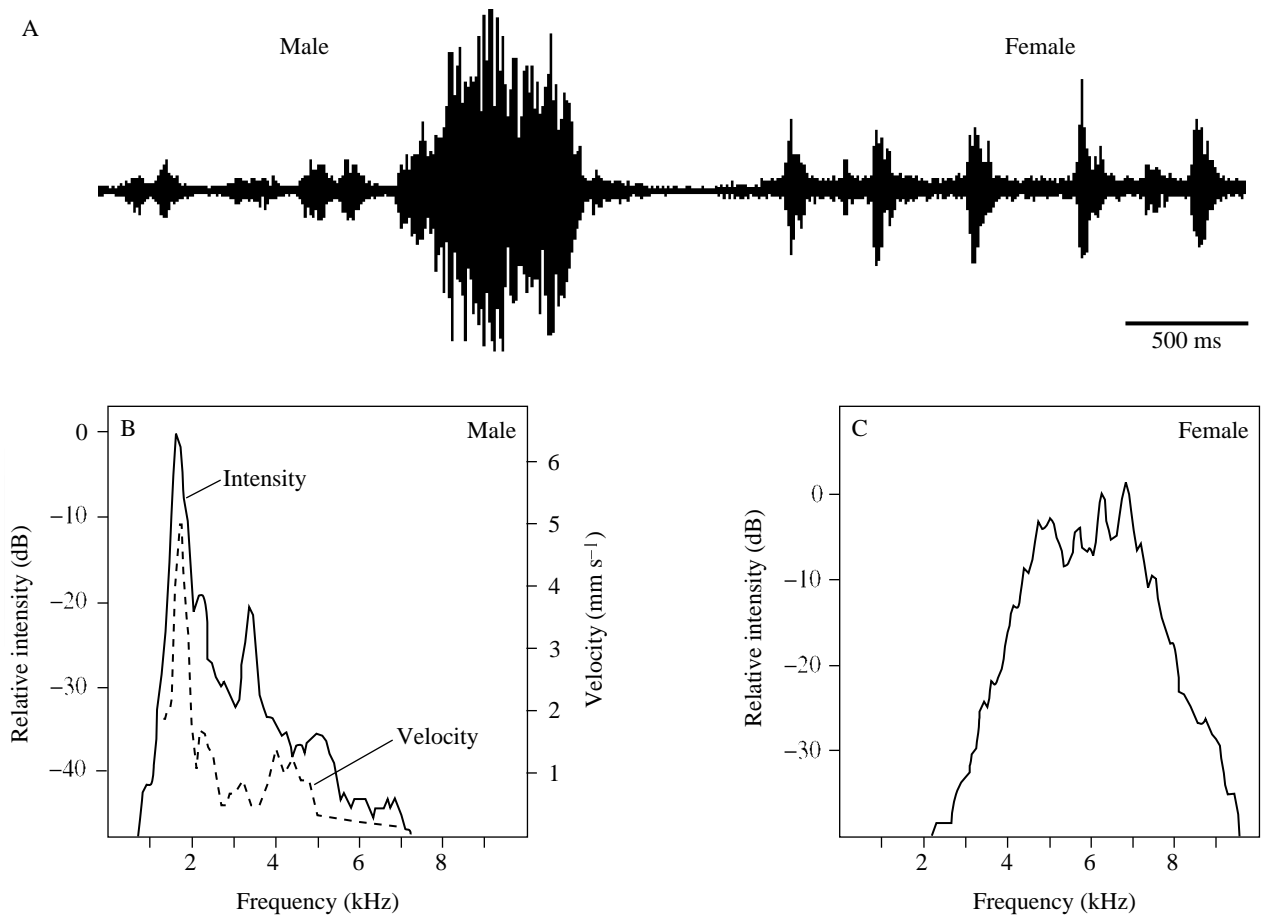 A
Male
Female
500 ms
B
Male
0
−10
−20
−30
−40
Relative intensity (dB)
Intensity
Velocity
6
5
4
3
2
1
Velocity (mm s⁻¹)
2
4
6
8
Frequency (kHz)
C
Female
0
−10
−20
−30
Relative intensity (dB)
2
4
6
8
Frequency (kHz)